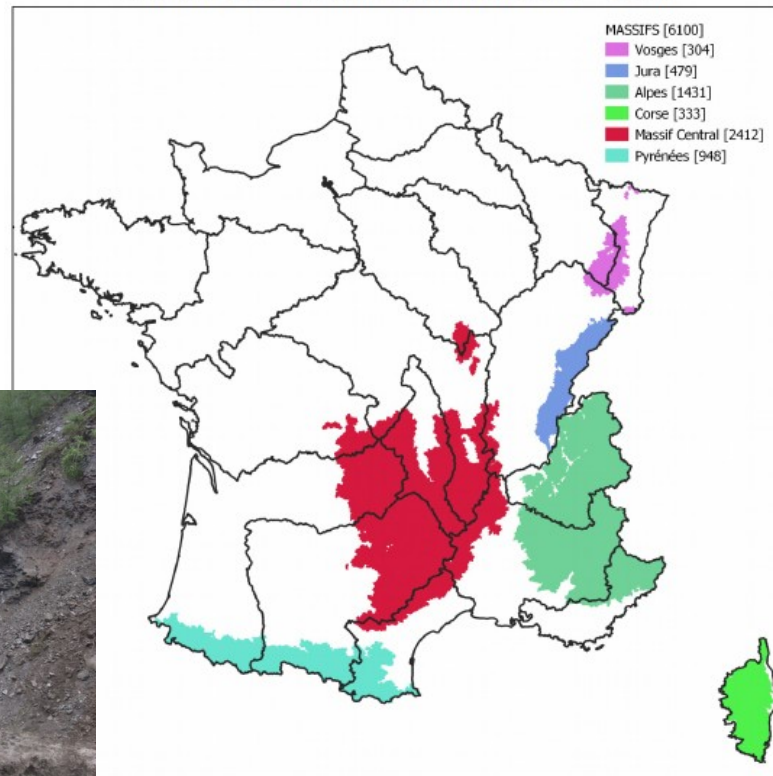 MASSIFS [6100]
Vosges [304]
Jura [479]
Alpes [1431]
Corse [333]
Massif Central [2412]
Pyrénées [948]